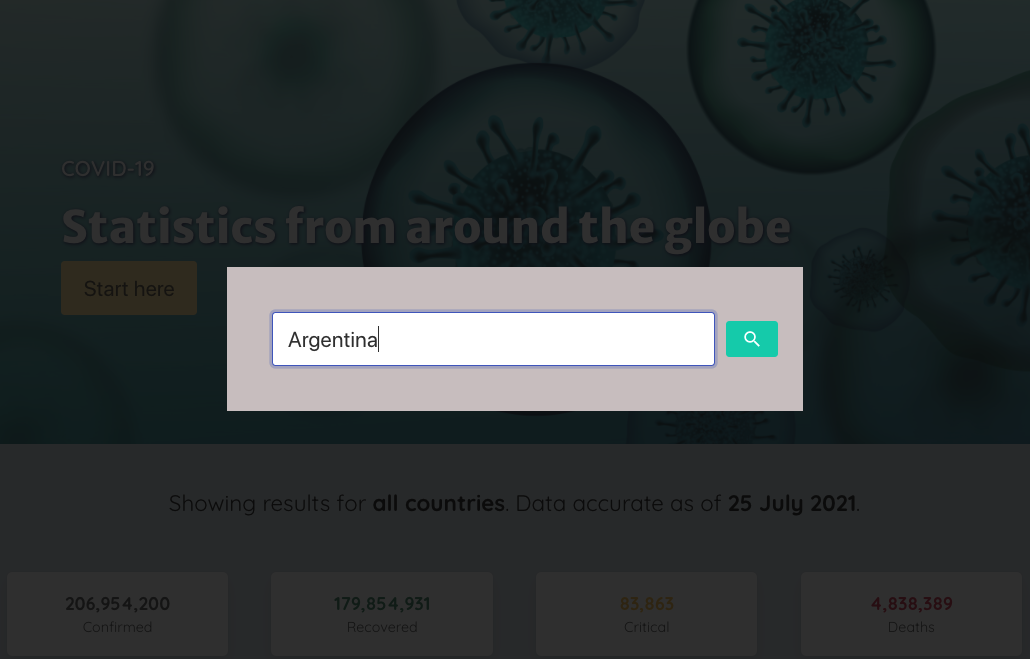 COVID-19
Statistics from around the globe
Start here
Argentina
Showing results for all countries. Data accurate as of 25 July 2021.
206,954,200
Confirmed
179,854,931
Recovered
83,863
Critical
4,838,389
Deaths